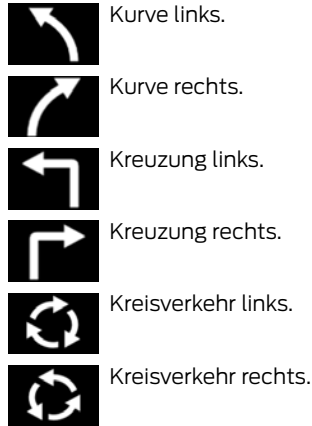 Kurve links.
Kurve rechts.
Kreuzung links.
Kreuzung rechts.
Kreisverkehr links.
Kreisverkehr rechts.